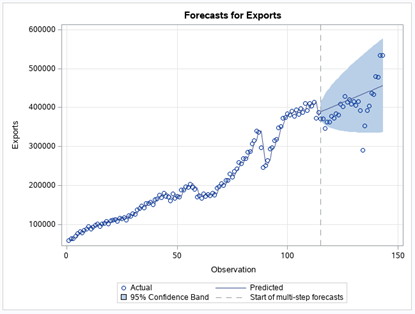 Forecasts for Exports
600000
500000
400000
300000
200000
100000
Exports
0 50 100 150
Observation
Actual Predicted
95% Confidence Band Start of multi-step forecasts